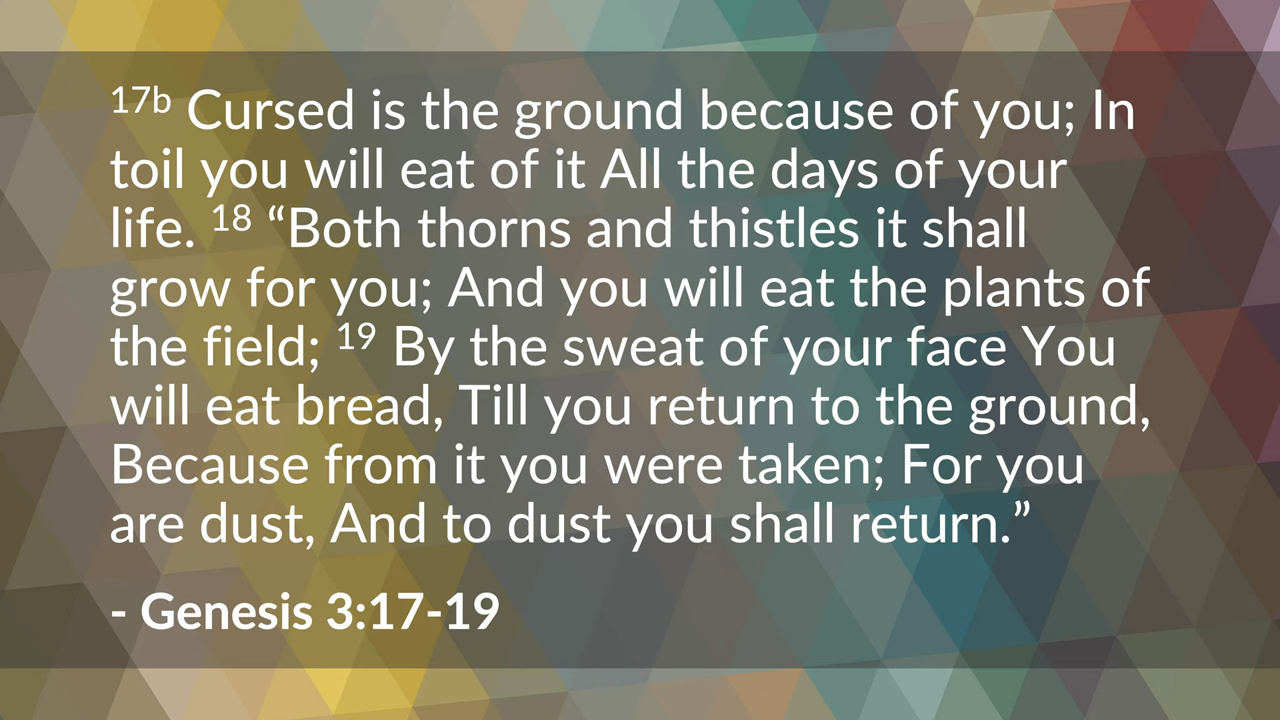 17b Cursed is the ground because of you; In
toil you will eat of it All the days of your
life. 18 “Both thorns and thistles it shall
grow for you; And you will eat the plants of
the field; 19 By the sweat of your face You
will eat bread, Till you return to the ground,
Because from it you were taken; For you
are dust, And to dust you shall return.”
- Genesis 3:17-19